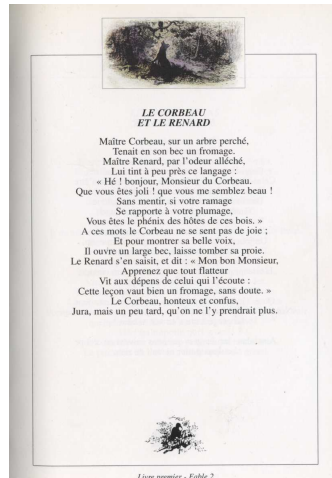 LE CORBEAU
ET LE RENARD
Maître Corbeau, sur un arbre perché,
Tenait en son bec un fromage.
Maître Renard, par l'odeur alléché,
Lui tint à peu près ce langage :
« Hé ! bonjour, Monsieur du Corbeau.
Que vous êtes joli ! que vous me semblez beau !
Sans mentir, si votre ramage
Se rapporte à votre plumage,
Vous êtes le phénix des hôtes de ces bois. »
A ces mots le Corbeau ne se sent pas de joie ;
Et pour montrer sa belle voix,
Il ouvre un large bec, laisse tomber sa proie.
Le Renard s'en saisit, et dit : « Mon bon Monsieur,
Apprenez que tout flatteur
Vit aux dépens de celui qui l'écoute :
Cette leçon vaut bien un fromage, sans doute. »
Le Corbeau, honteux et confus,
Jura, mais un peu tard, qu'on ne l'y prendrait plus.
Livre premier - Fable 2